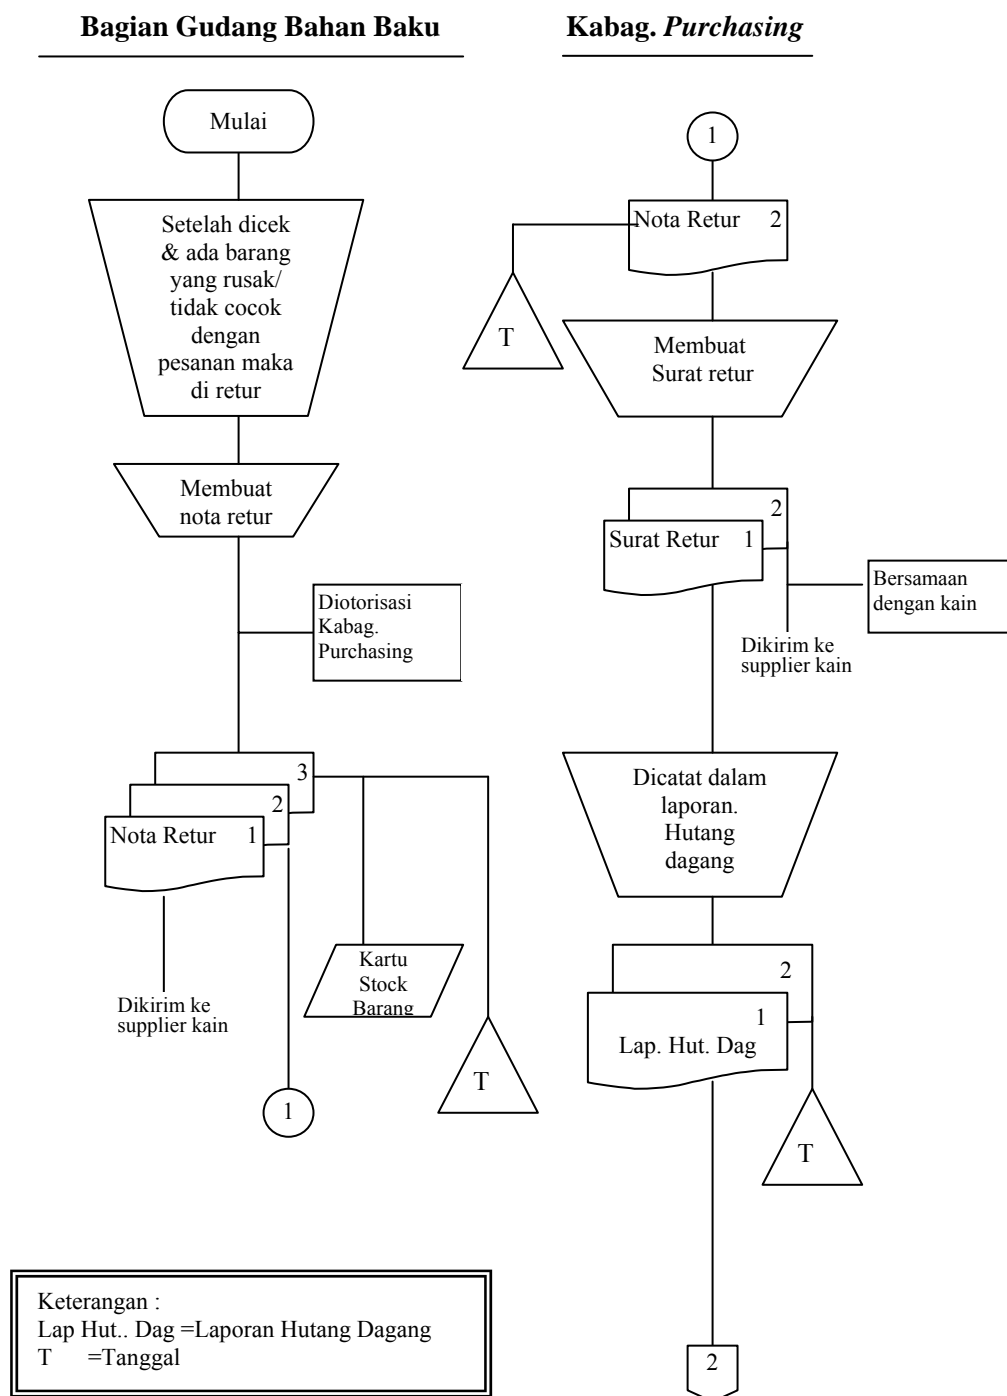 Bagian Gudang Bahan Baku
Mulai
Setelah dicek
& ada barang
yang rusak/
tidak cocok
dengan
pesanan maka
di retur
Membuat
nota retur
Diotorisasi
Kabag.
Purchasing
3
2
Nota Retur 1
Dikirim ke
supplier kain
Kartu
Stock
Barang
T
1
Kabag. Purchasing
1
Nota Retur 2
T
Membuat
Surat retur
2
Surat Retur 1
Bersamaan
dengan kain
Dikirim ke
supplier kain
Dicatat dalam
laporan.
Hutang
dagang
2
1
Lap. Hut. Dag
T
2
Keterangan :
Lap Hut.. Dag =Laporan Hutang Dagang
T =Tanggal